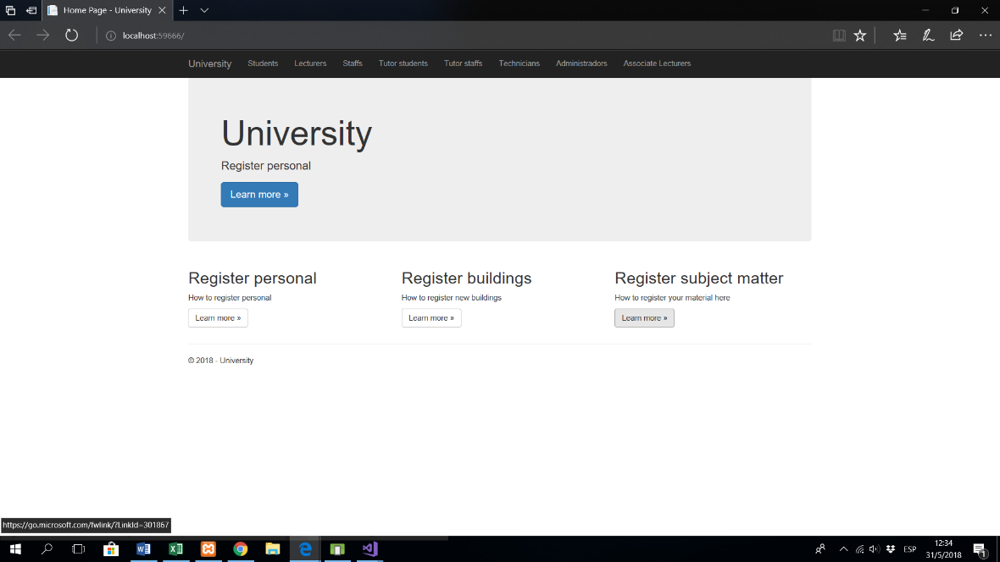 Home Page - University
localhost:59666/
University Students Lecturers Staffs Tutor students Tutor staffs Technicians Administradors Associate Lecturers
University
Register personal
Learn more »
Register personal Register buildings Register subject matter
How to register personal How to register new buildings How to register your material here
Learn more » Learn more » Learn more »
© 2018 - University
https://go.microsoft.com/fwlink/?LinkId=301867
ESP
12:34
31/5/2018
1